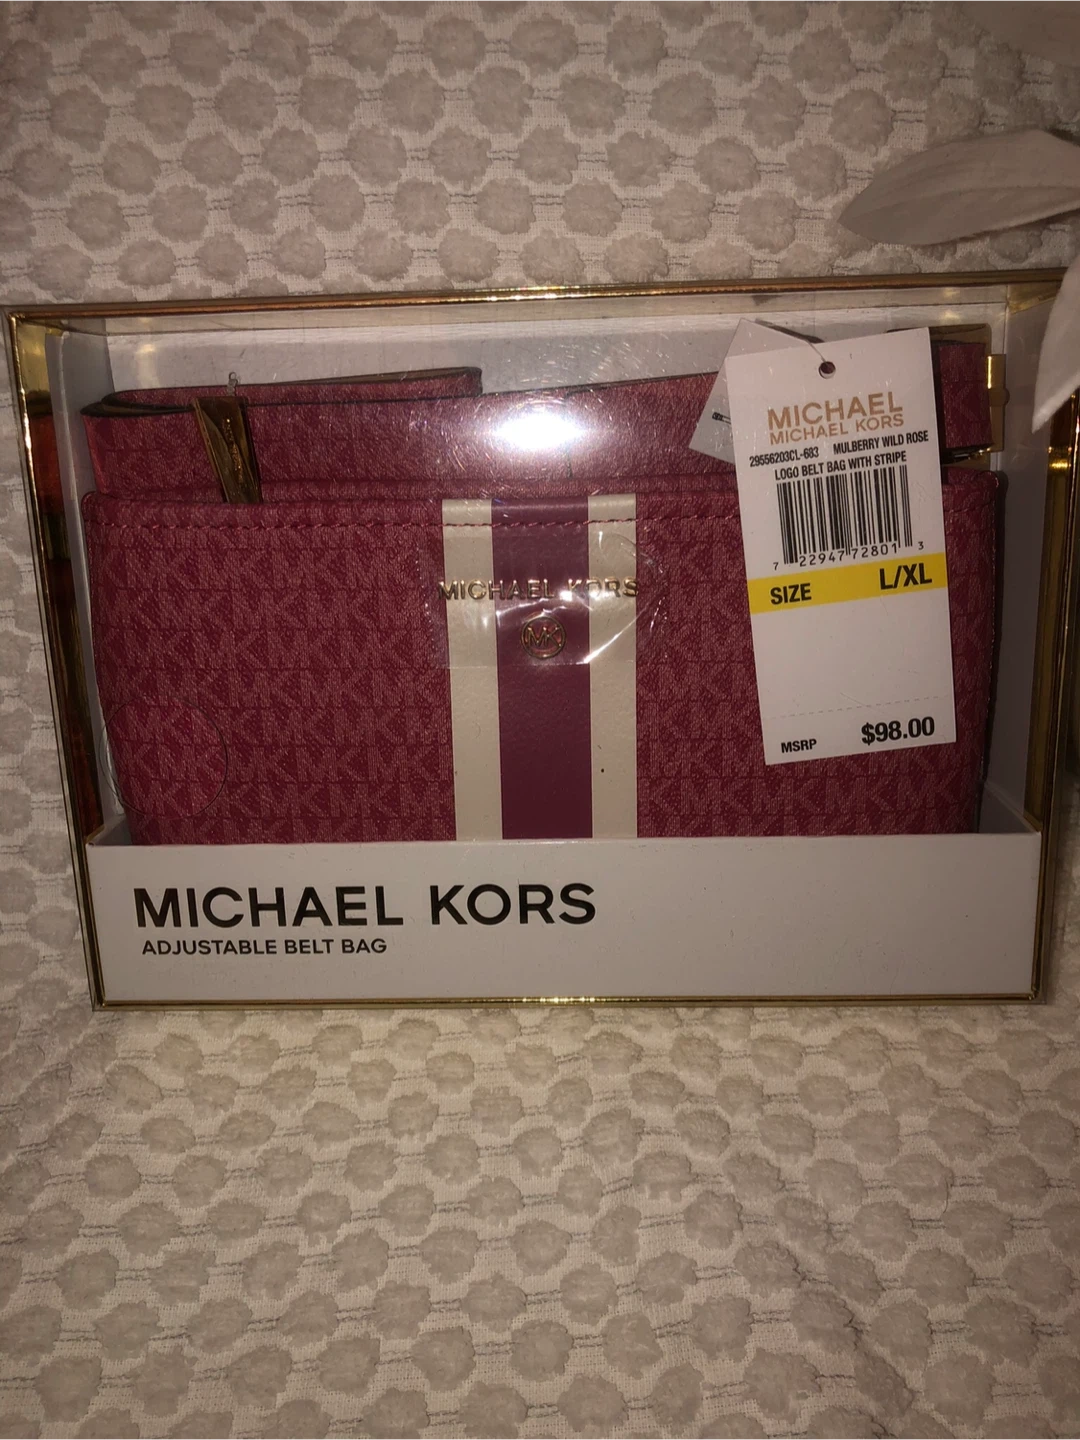 MICHAEL
MICHAEL KORS
29556203CL-683 MULBERRY WILD ROSE
LOGO BELT BAG WITH STRIPE
7 22947 72801 3
SIZE L/XL
MSRP $98.00
MICHAEL KORS
MK
MICHAEL KORS
ADJUSTABLE BELT BAG